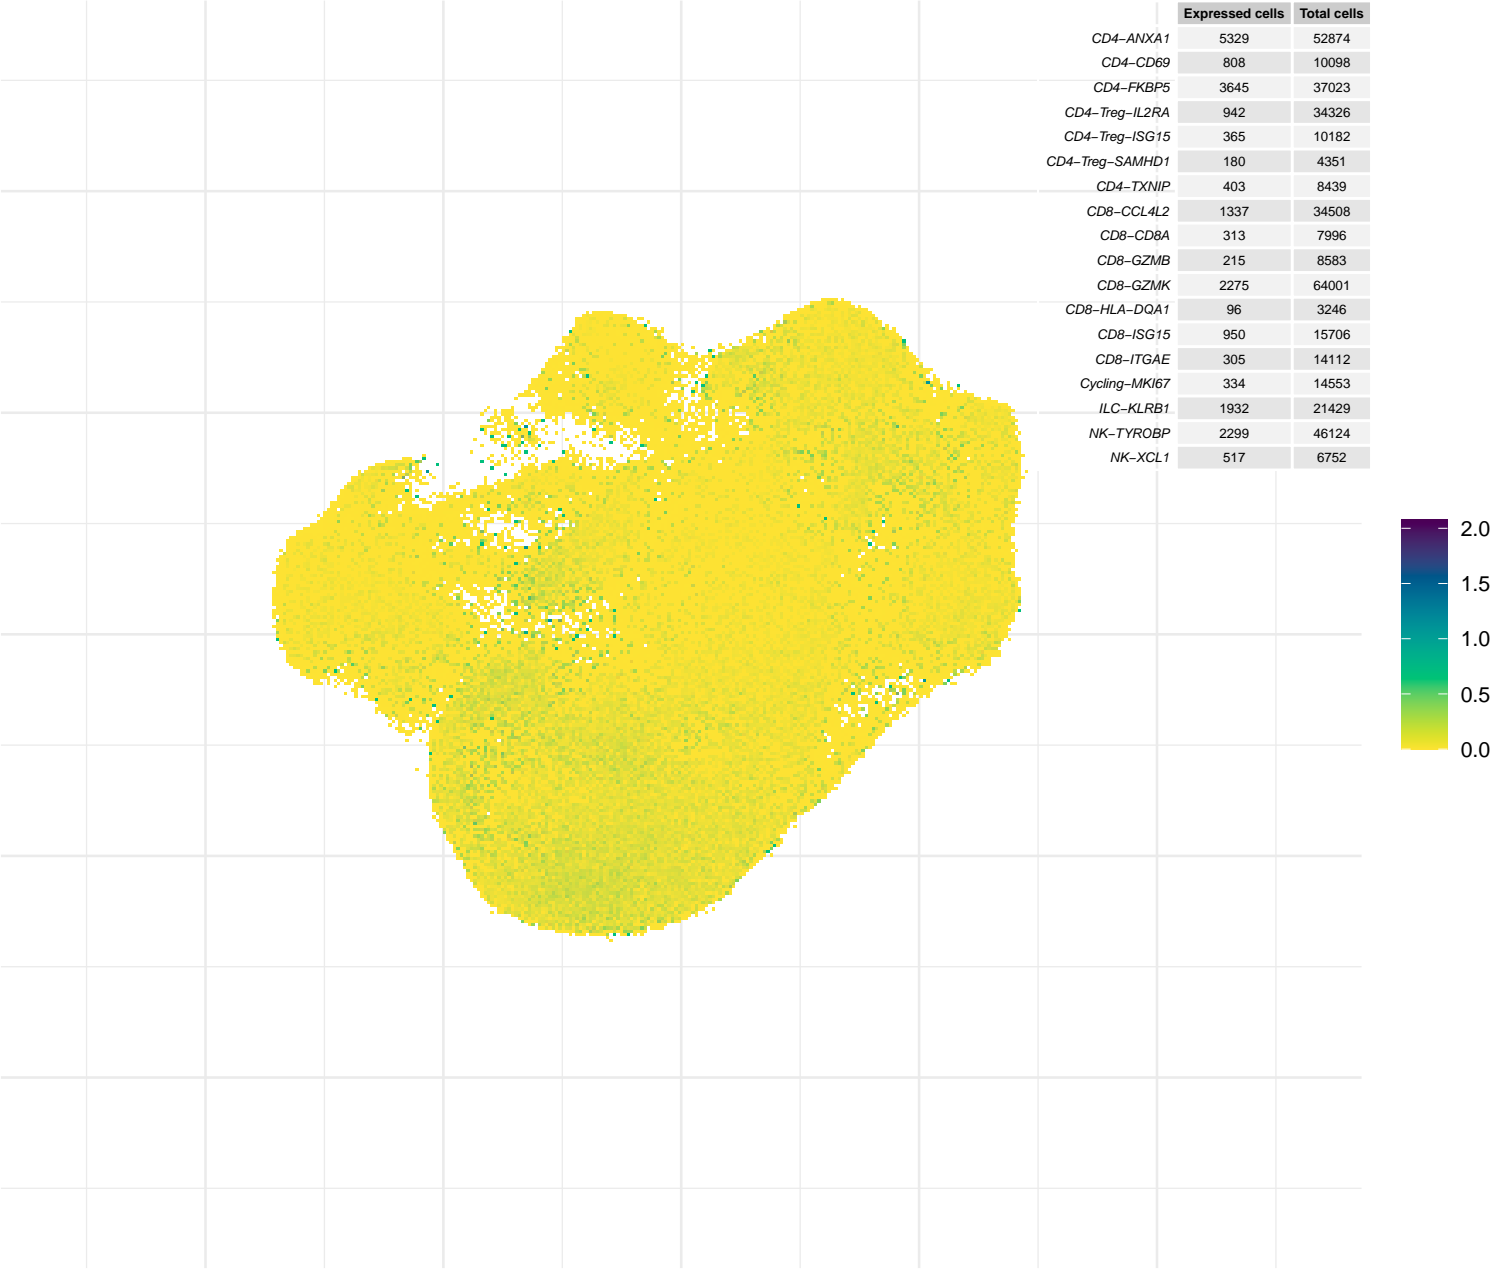 Expressed cells Total cells
CD4−ANXA1 5329 52874
CD4−CD69 808 10098
CD4−FKBP5 3645 37023
CD4−Treg−IL2RA 942 34326
CD4−Treg−ISG15 365 10182
CD4−Treg−SAMHD1 180 4351
CD4−TXNIP 403 8439
CD8−CCL4L2 1337 34508
CD8−CD8A 313 7996
CD8−GZMB 215 8583
CD8−GZMK 2275 64001
CD8−HLA−DQA1 96 3246
CD8−ISG15 950 15706
CD8−ITGAE 305 14112
Cycling−MKI67 334 14553
ILC−KLRB1 1932 21429
NK−TYROBP 2299 46124
NK−XCL1 517 6752
2.0
1.5
1.0
0.5
0.0